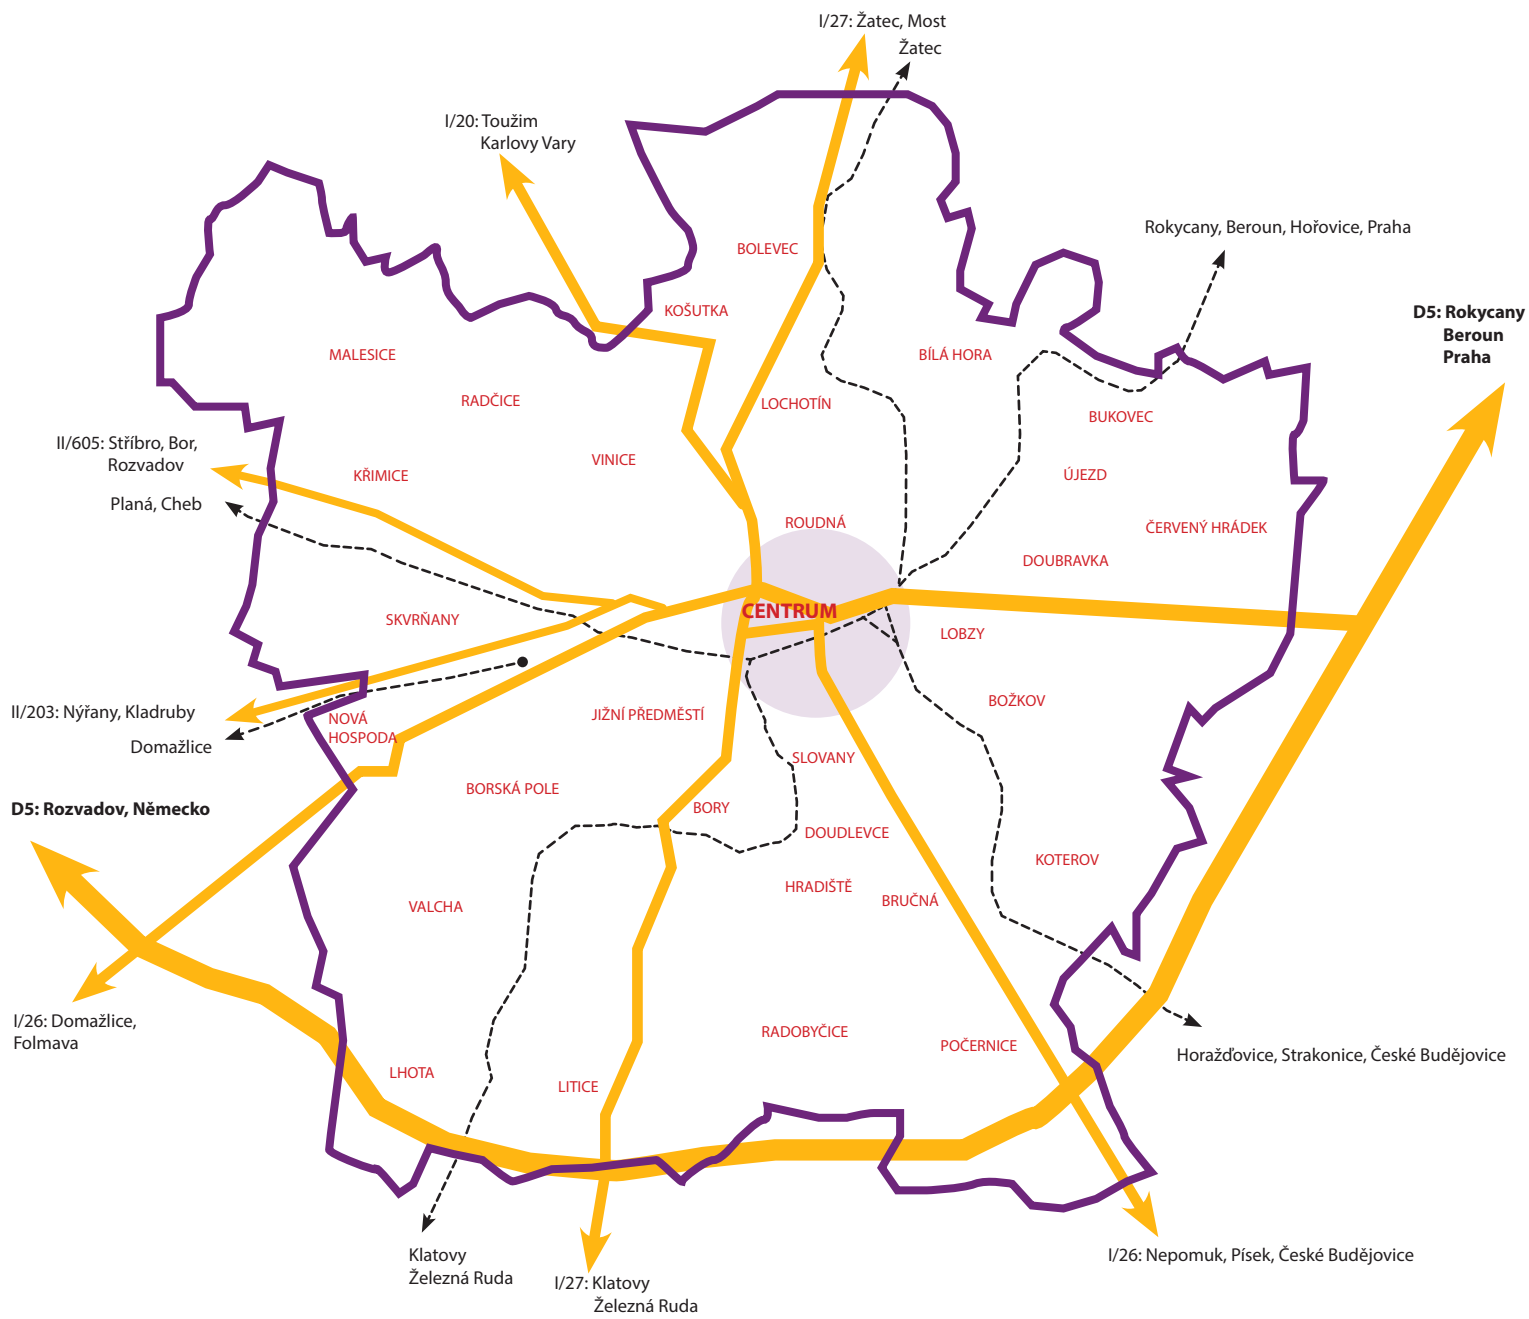 I/27: Žatec, Most
Žatec
I/20: Toužim
Karlovy Vary
Rokycany, Beroun, Hořovice, Praha
D5: Rokycany
Beroun
Praha
BOLEVEC
KOŠUTKA
MALESICE
BÍLÁ HORA
RADČICE
LOCHOTÍN
BUKOVEC
II/605: Stříbro, Bor,
Rozvadov
VINICE
KŘIMICE
ÚJEZD
Planá, Cheb
ROUDNÁ
ČERVENÝ HRÁDEK
DOUBRAVKA
CENTRUM
SKVRŇANY
LOBZY
BOŽKOV
II/203: Nýřany, Kladruby
NOVÁ
HOSPODA
JIŽNÍ PŘEDMĚSTÍ
Domažlice
SLOVANY
BORSKÁ POLE
D5: Rozvadov, Německo
BORY
DOUDLEVCE
KOTEROV
HRADIŠTĚ
BRUČNÁ
VALCHA
I/26: Domažlice,
Folmava
RADOBYČICE
POČERNICE
Horažďovice, Strakonice, České Budějovice
LHOTA
LITICE
Klatovy
Železná Ruda
I/27: Klatovy
Železná Ruda
I/26: Nepomuk, Písek, České Budějovice